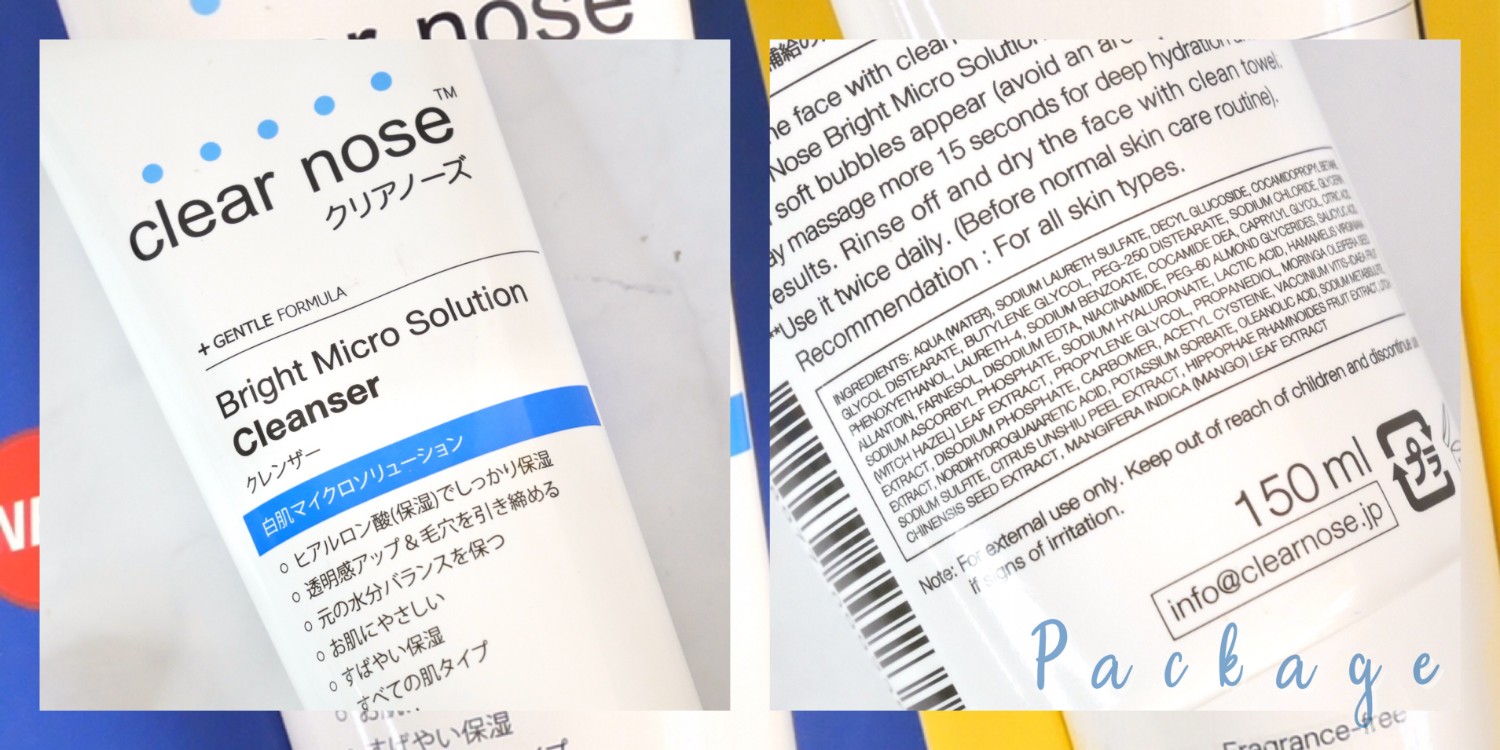 clear nose™
クリアノーズ
+ GENTLE FORMULA
Bright Micro Solution
Cleanser
クレンザー
白肌マイクロソリューション
○ ヒアルロン酸(保湿)でしっかり保湿
○ 透明感アップ & 毛穴を引き締める
○ 元の水分バランスを保つ
○ お肌にやさしい
○ すばやい保湿
○ すべての肌タイプ
すばやい保湿
補給の
face with clean
Nose Bright Micro Solution
soft bubbles appear (avoid an
massage more 15 seconds for deep hydration
results. Rinse off and dry the face with clean towel.
**Use it twice daily. (Before normal skin care routine).
Recommendation : For all skin types.
INGREDIENTS: AQUA (WATER), SODIUM LAURETH SULFATE, DECYL GLUCOSIDE, COCAMIDOPROPYL BETAINE,
GLYCOL DISTEARATE, BUTYLENE GLYCOL, PEG-250 DISTEARATE, SODIUM CHLORIDE, GLYCERIN,
PHENOXYETHANOL, LAURETH-4, SODIUM BENZOATE, COCAMIDE DEA, CAPRYLYL GLYCOL, CITRIC ACID,
ALLANTOIN, FARNESOL, DISODIUM EDTA, NIACINAMIDE, PEG-60 ALMOND GLYCERIDES, SALICYLIC ACID,
SODIUM ASCORBYL PHOSPHATE, SODIUM HYALURONATE, LACTIC ACID, HAMAMELIS VIRGINIANA
(WITCH HAZEL) LEAF EXTRACT, PROPYLENE GLYCOL, PROPANEDIOL, MORINGA OLEIFERA SEED
EXTRACT, DISODIUM PHOSPHATE, CARBOMER, ACETYL CYSTEINE, VACCINIUM VITIS-IDAEA FRUIT
EXTRACT, NORDIHYDROGUAIARETIC ACID, POTASSIUM SORBATE, OLEANOLIC ACID, SODIUM METABISULFITE,
SODIUM SULFITE, CITRUS UNSHIU PEEL EXTRACT, HIPPOPHAE RHAMNOIDES FRUIT EXTRACT,
CHINENSIS SEED EXTRACT, MANGIFERA INDICA (MANGO) LEAF EXTRACT
Note: For external use only. Keep out of reach of children and discontinue
if signs of irritation.
150 ml
プラ
info@clearnose.jp
Package
Fragrance-free